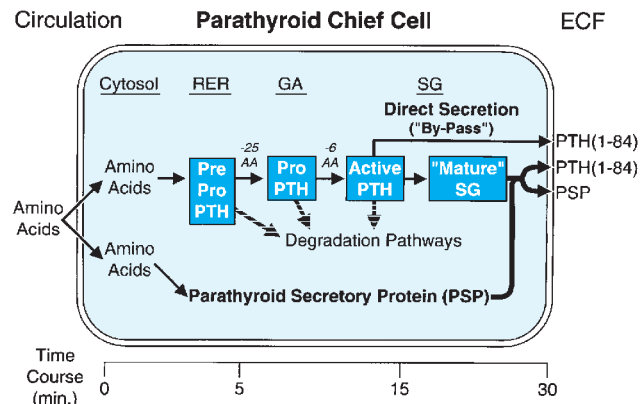 Circulation
Parathyroid Chief Cell
ECF
Cytosol
RER
GA
SG
Direct Secretion
("By-Pass")
-25
AA
-6
AA
PTH(1-84)
Amino
Acids
Pre
Pro
PTH
Pro
PTH
Active
PTH
"Mature"
SG
PTH(1-84)
PSP
Amino
Acids
Degradation Pathways
Amino
Acids
Parathyroid Secretory Protein (PSP)
Time
Course
(min.)
0
5
15
30